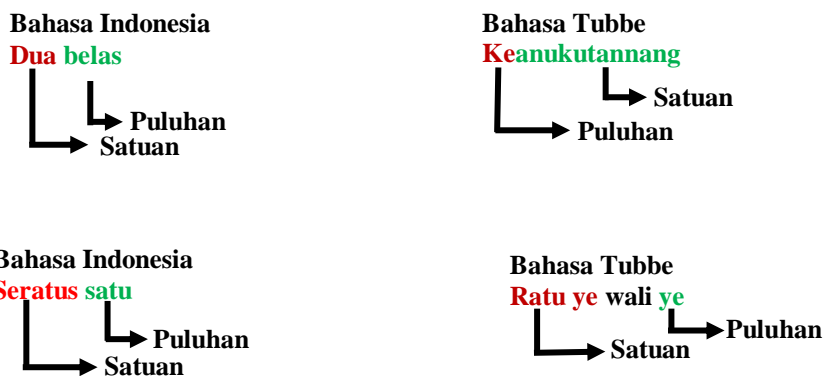 Bahasa Indonesia
Dua belas
Puluhan
Satuan
Bahasa Tubbe
Keanukutannang
Satuan
Puluhan
Bahasa Indonesia
Seratus satu
Puluhan
Satuan
Bahasa Tubbe
Ratu ye wali ye
Puluhan
Satuan